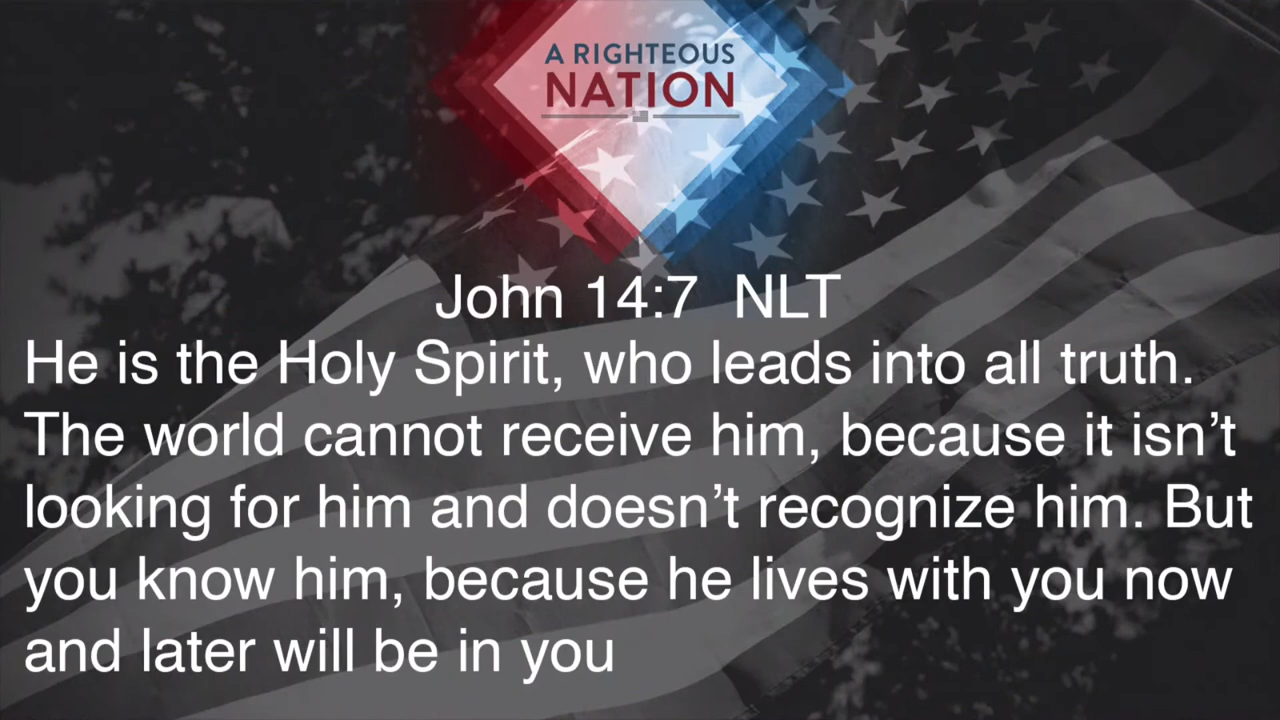 A RIGHTEOUS
NATION
John 14:7 NLT
He is the Holy Spirit, who leads into all truth.
The world cannot receive him, because it isn’t
looking for him and doesn’t recognize him. But
you know him, because he lives with you now
and later will be in you